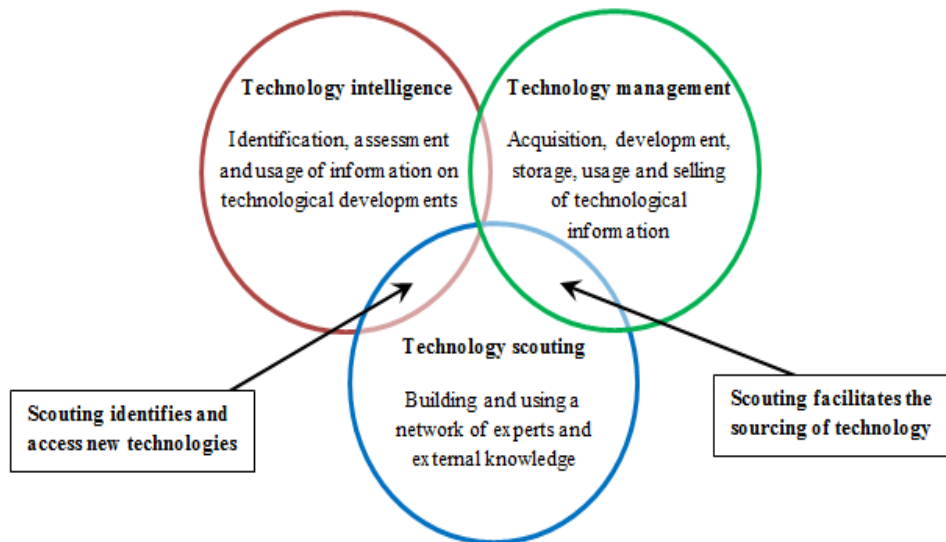 Technology intelligence
Identification, assessment
and usage of information on
technological developments
Technology management
Acquisition, development,
storage, usage and selling
of technological
information
Technology scouting
Building and using a
network of experts and
external knowledge
Scouting identifies and
access new technologies
Scouting facilitates the
sourcing of technology